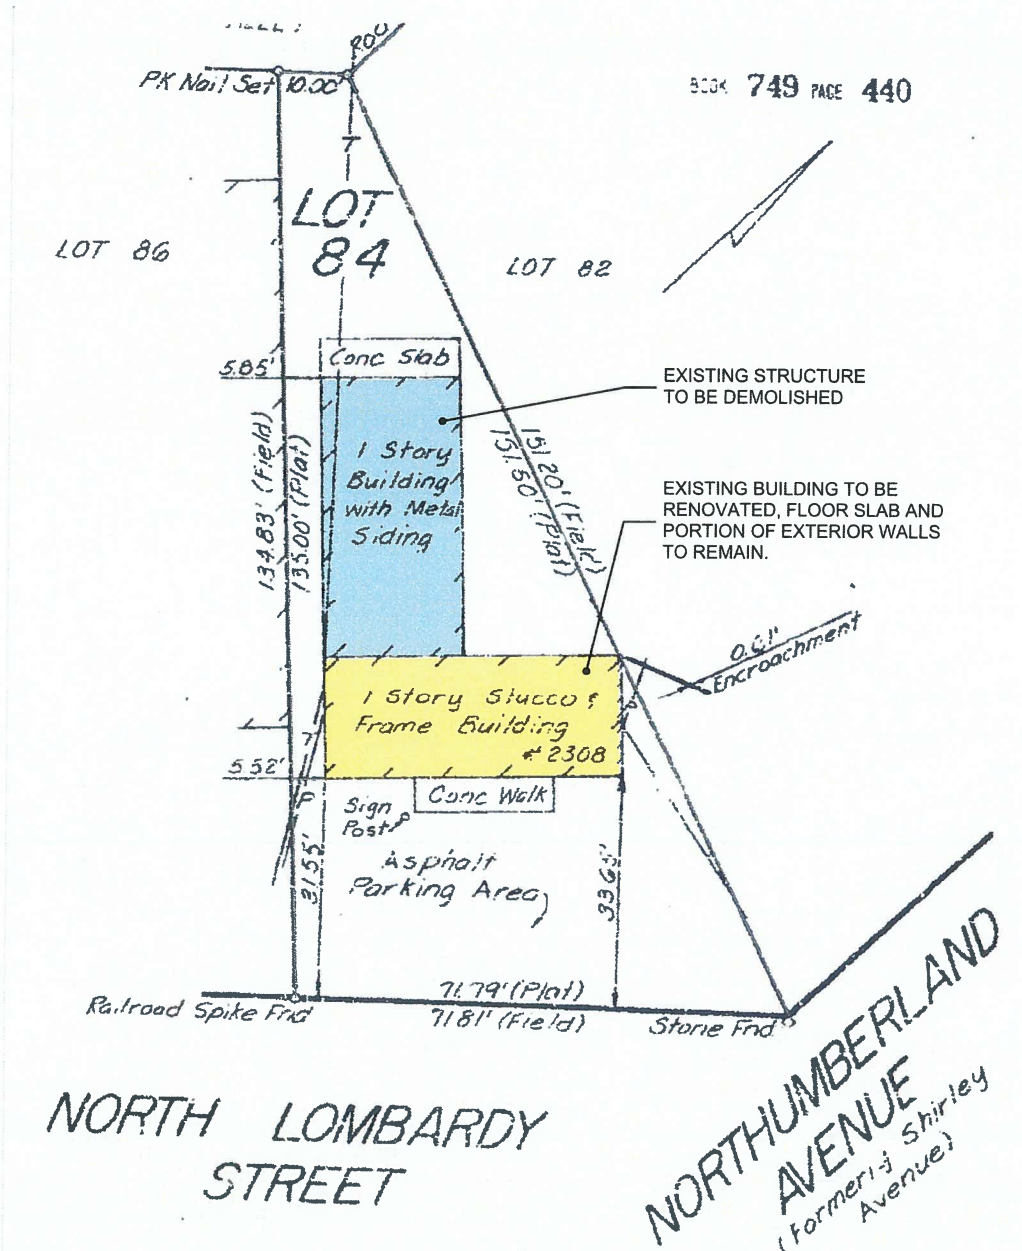 R.00
PK Nail Set 10.00'
BOOK 749 PAGE 440
T
LOT
84
LOT 86
LOT 82
Conc Slab
5.85'
EXISTING STRUCTURE
TO BE DEMOLISHED
134.83' (Field)
135.00' (Plat)
1 Story
Building
with Metal
Siding
151.20' (Field)
151.50' (Plat)
EXISTING BUILDING TO BE
RENOVATED, FLOOR SLAB AND
PORTION OF EXTERIOR WALLS
TO REMAIN.
0.61'
Encroachment
1 Story Stucco &
Frame Building
# 2308
P
T
5.52'
P
Conc Walk
Sign
Post
31.55'
33.65'
Asphalt
Parking Area
71.79' (Plat)
Railroad Spike Fnd
71.81' (Field)
Stone Fnd
NORTH LOMBARDY
STREET
NORTHUMBERLAND
AVENUE
(Formerly Shirley
Avenue)